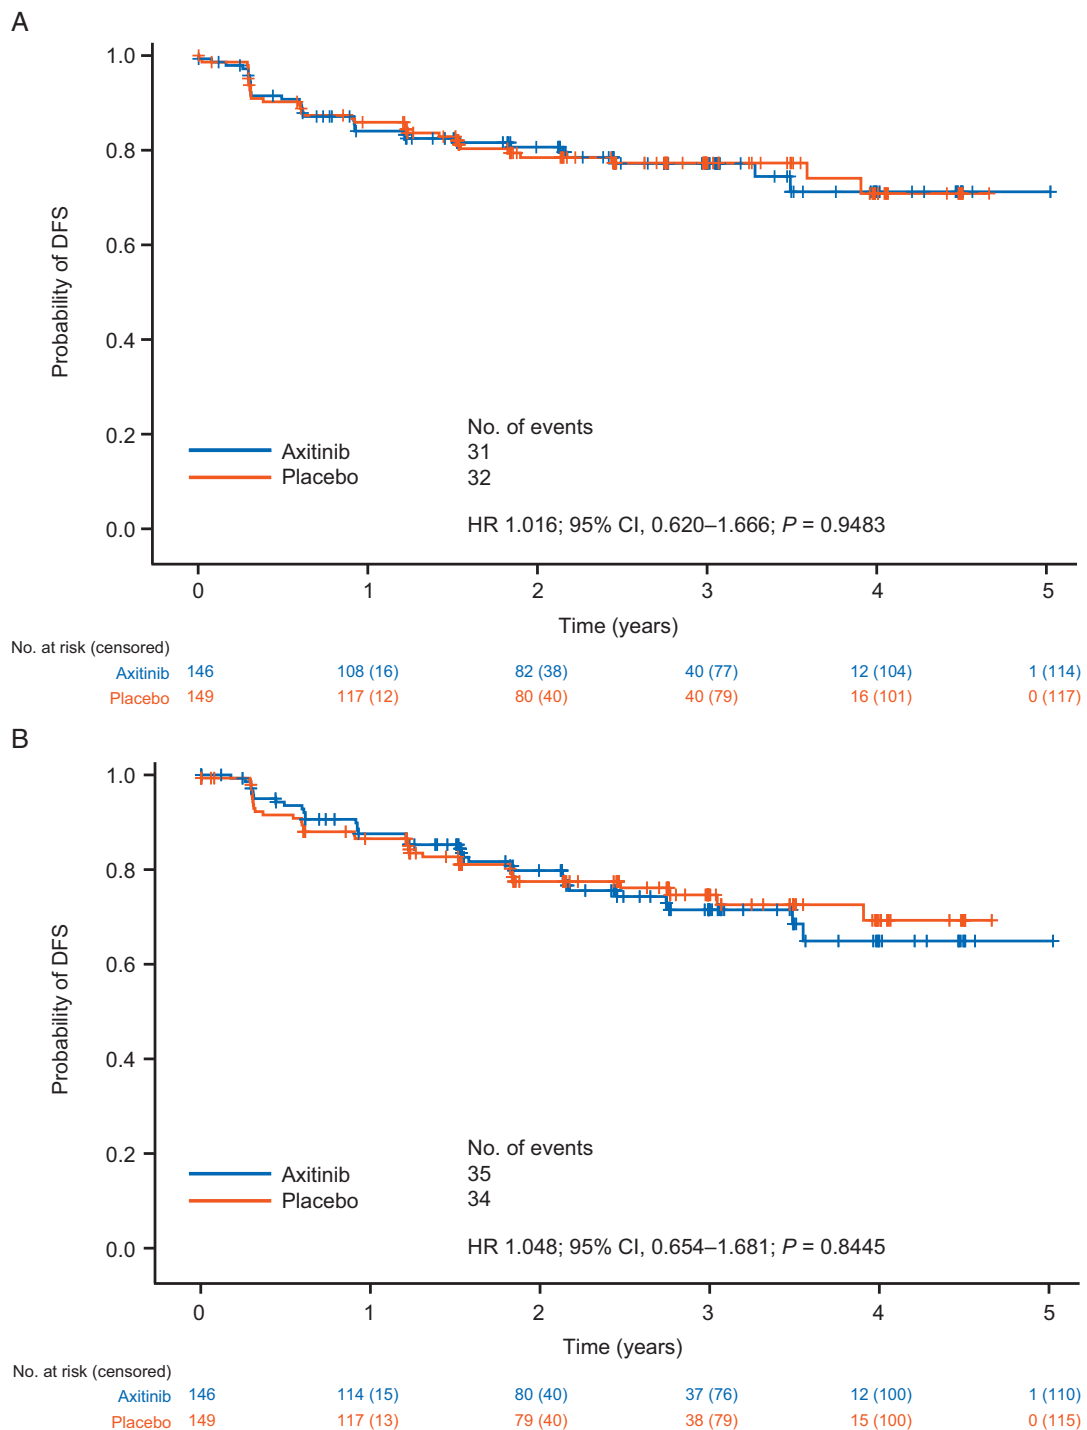 A
1.0
0.8
0.6
0.4
0.2
0.0
Probability of DFS
No. of events
Axitinib 31
Placebo 32
HR 1.016; 95% CI, 0.620–1.666; P = 0.9483
0 1 2 3 4 5
Time (years)
No. at risk (censored)
Axitinib 146 108 (16) 82 (38) 40 (77) 12 (104) 1 (114)
Placebo 149 117 (12) 80 (40) 40 (79) 16 (101) 0 (117)
B
1.0
0.8
0.6
0.4
0.2
0.0
Probability of DFS
No. of events
Axitinib 35
Placebo 34
HR 1.048; 95% CI, 0.654–1.681; P = 0.8445
0 1 2 3 4 5
Time (years)
No. at risk (censored)
Axitinib 146 114 (15) 80 (40) 37 (76) 12 (100) 1 (110)
Placebo 149 117 (13) 79 (40) 38 (79) 15 (100) 0 (115)